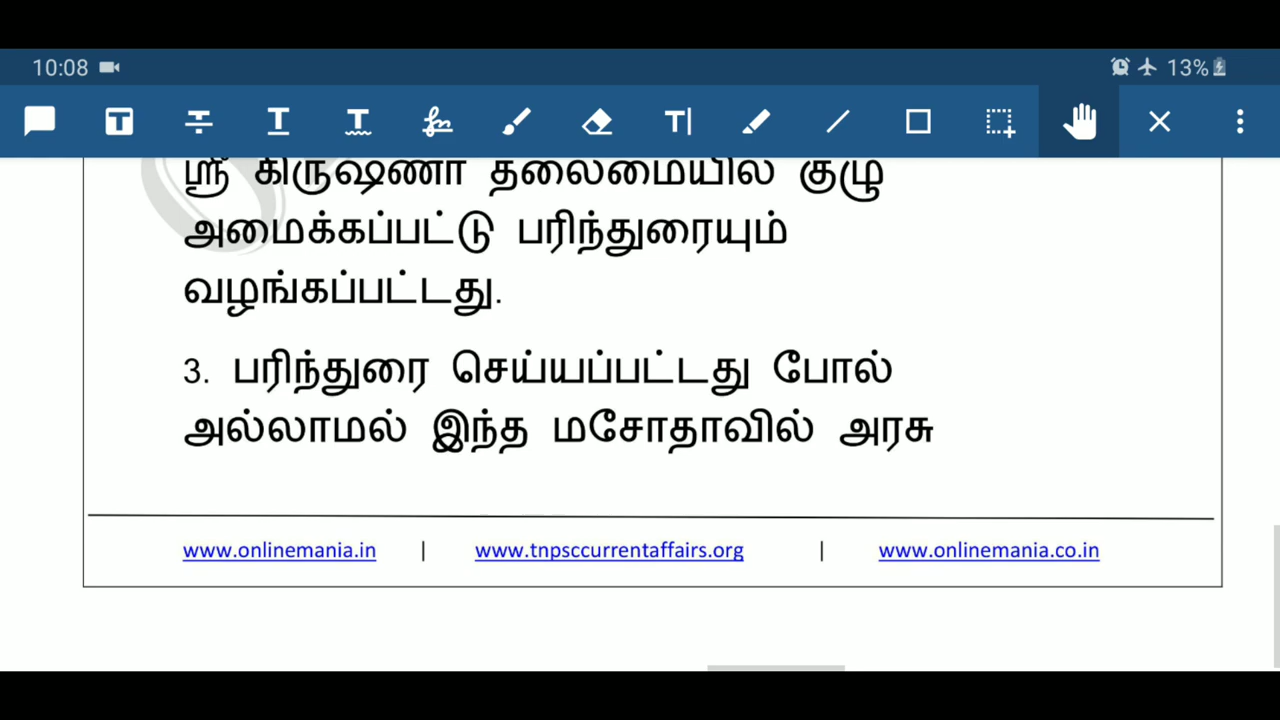 10:08 13%
T T T T
ஸ்ரீ கிருஷ்ணா தலைமையில் குழு
அமைக்கப்பட்டு பரிந்துரையும்
வழங்கப்பட்டது.
3. பரிந்துரை செய்யப்பட்டது போல்
அல்லாமல் இந்த மசோதாவில் அரசு
www.onlinemania.in | www.tnpsccurrentaffairs.org | www.onlinemania.co.in